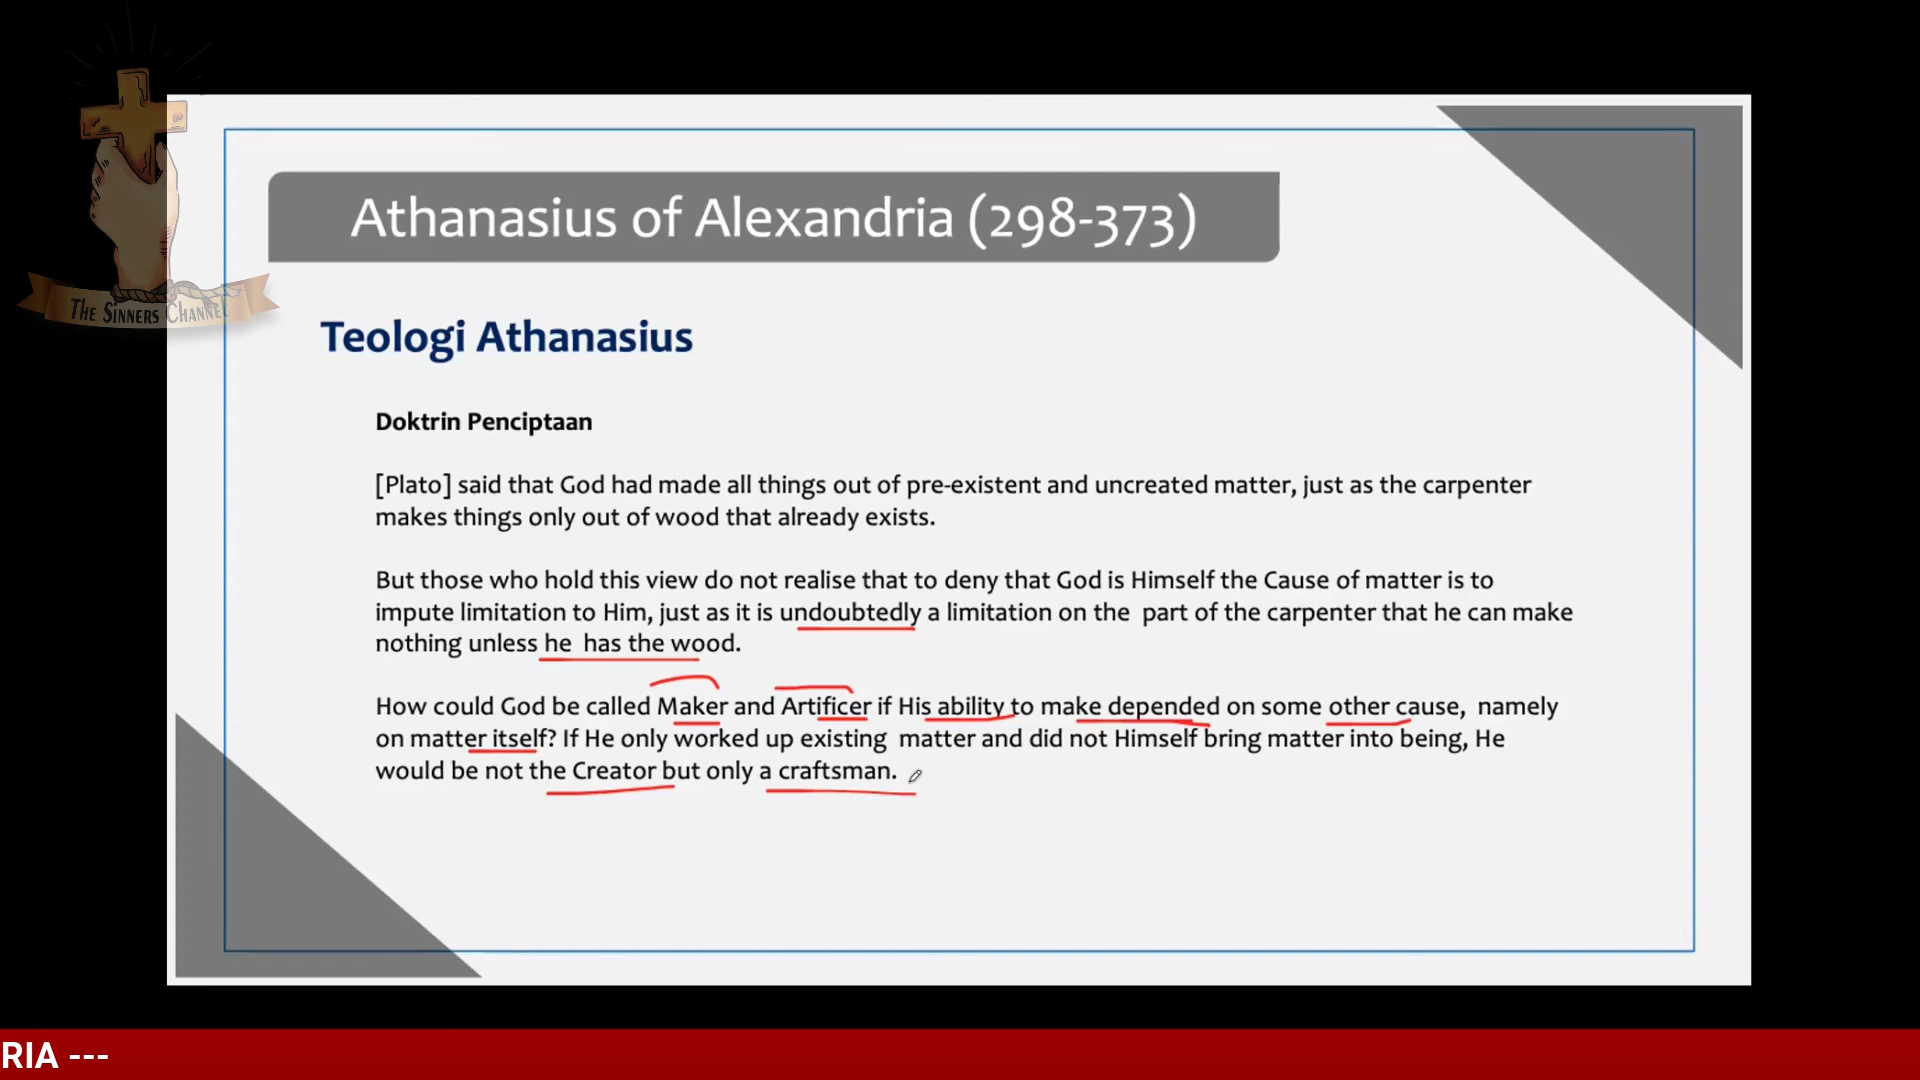 THE SINNERS CHANNEL
Athanasius of Alexandria (298-373)
Teologi Athanasius
Doktrin Penciptaan
[Plato] said that God had made all things out of pre-existent and uncreated matter, just as the carpenter
makes things only out of wood that already exists.
But those who hold this view do not realise that to deny that God is Himself the Cause of matter is to
impute limitation to Him, just as it is undoubtedly a limitation on the part of the carpenter that he can make
nothing unless he has the wood.
How could God be called Maker and Artificer if His ability to make depended on some other cause, namely
on matter itself? If He only worked up existing matter and did not Himself bring matter into being, He
would be not the Creator but only a craftsman.
RIA ---